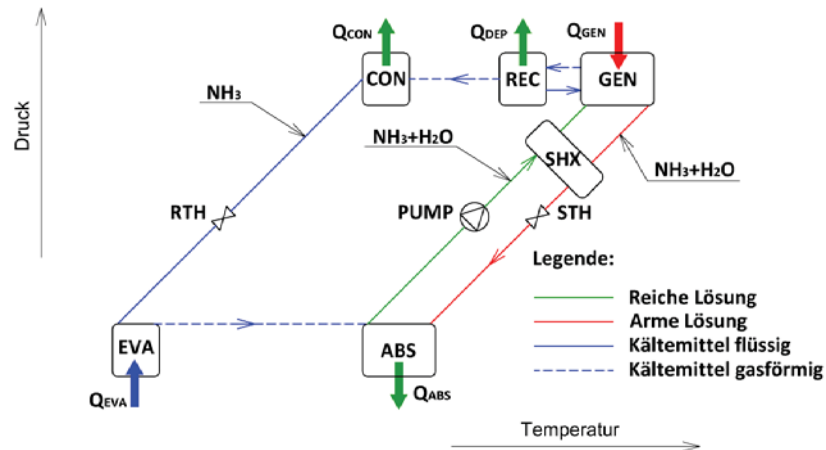 QCON
QDEP
QGEN
CON
REC
GEN
NH₃
Druck
NH₃+H₂O
SHX
NH₃+H₂O
RTH
PUMP
STH
Legende:
Reiche Lösung
Arme Lösung
Kältemittel flüssig
Kältemittel gasförmig
EVA
ABS
QEVA
QABS
Temperatur